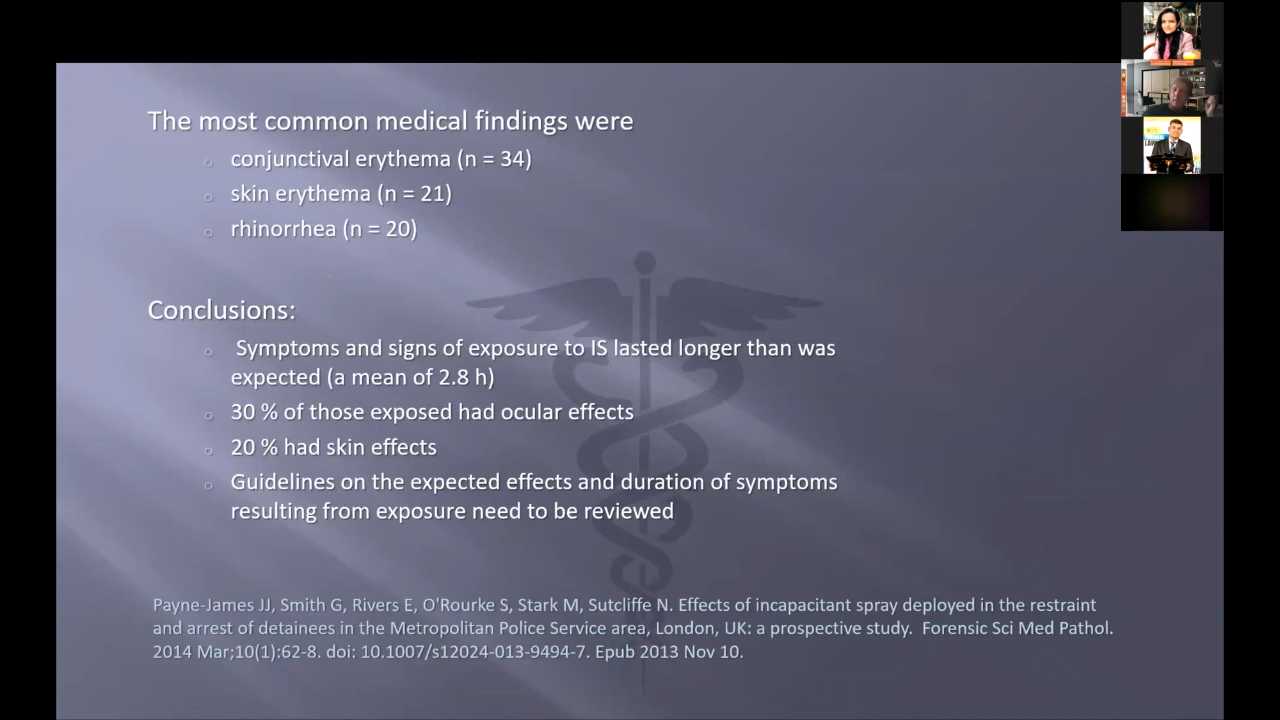 The most common medical findings were
conjunctival erythema (n = 34)
skin erythema (n = 21)
rhinorrhea (n = 20)
Conclusions:
Symptoms and signs of exposure to IS lasted longer than was
expected (a mean of 2.8 h)
30 % of those exposed had ocular effects
20 % had skin effects
Guidelines on the expected effects and duration of symptoms
resulting from exposure need to be reviewed
Payne-James JJ, Smith G, Rivers E, O'Rourke S, Stark M, Sutcliffe N. Effects of incapacitant spray deployed in the restraint
and arrest of detainees in the Metropolitan Police Service area, London, UK: a prospective study. Forensic Sci Med Pathol.
2014 Mar;10(1):62-8. doi: 10.1007/s12024-013-9494-7. Epub 2013 Nov 10.